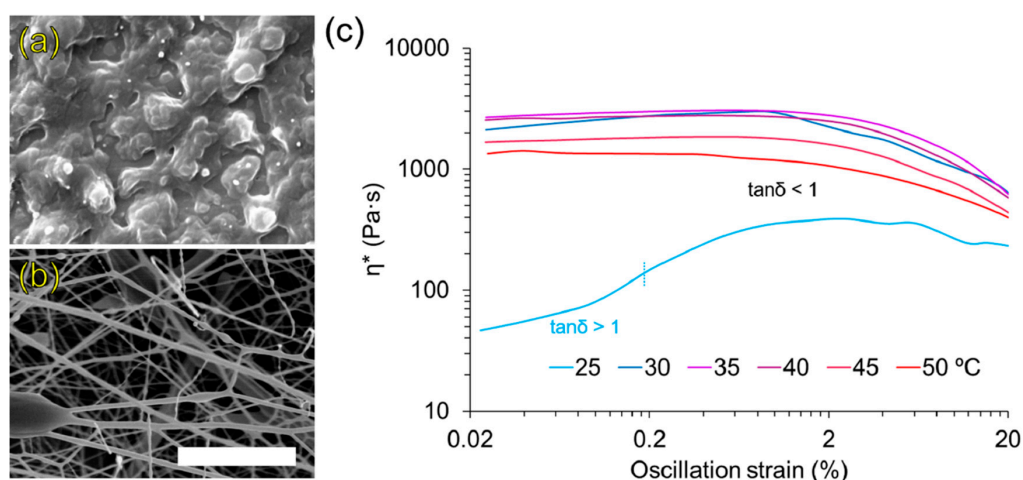 (a)
(b)
(c)
10000
1000
100
10
η* (Pa·s)
tanδ < 1
tanδ > 1
25 30 35 40 45 50 ºC
0.02 0.2 2 20
Oscillation strain (%)